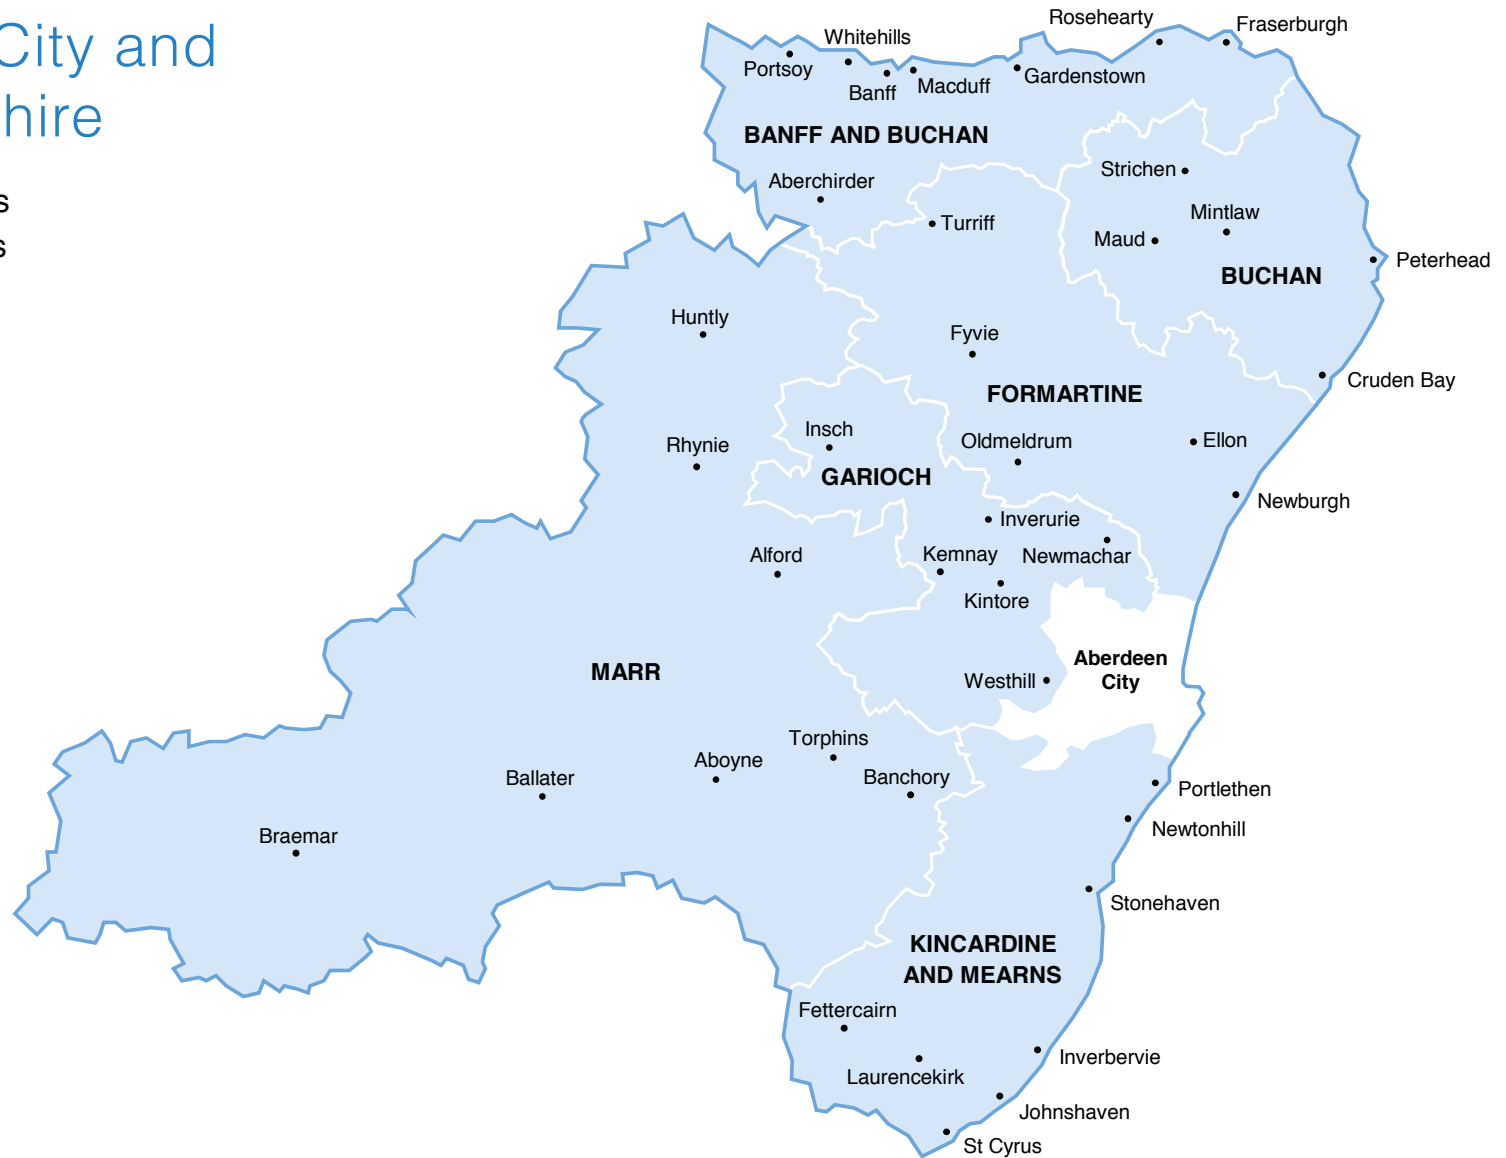 City and
hire
s
s
Rosehearty
Fraserburgh
Whitehills
Portsoy
Gardenstown
Macduff
Banff
BANFF AND BUCHAN
Strichen
Aberchirder
Mintlaw
Turriff
Maud
Peterhead
BUCHAN
Huntly
Fyvie
Cruden Bay
FORMARTINE
Insch
Oldmeldrum
Ellon
Rhynie
GARIOCH
Newburgh
Inverurie
Alford
Kemnay
Newmachar
Kintore
Aberdeen
City
MARR
Westhill
Torphins
Aboyne
Ballater
Banchory
Portlethen
Newtonhill
Braemar
Stonehaven
KINCARDINE
AND MEARNS
Fettercairn
Inverbervie
Laurencekirk
Johnshaven
St Cyrus